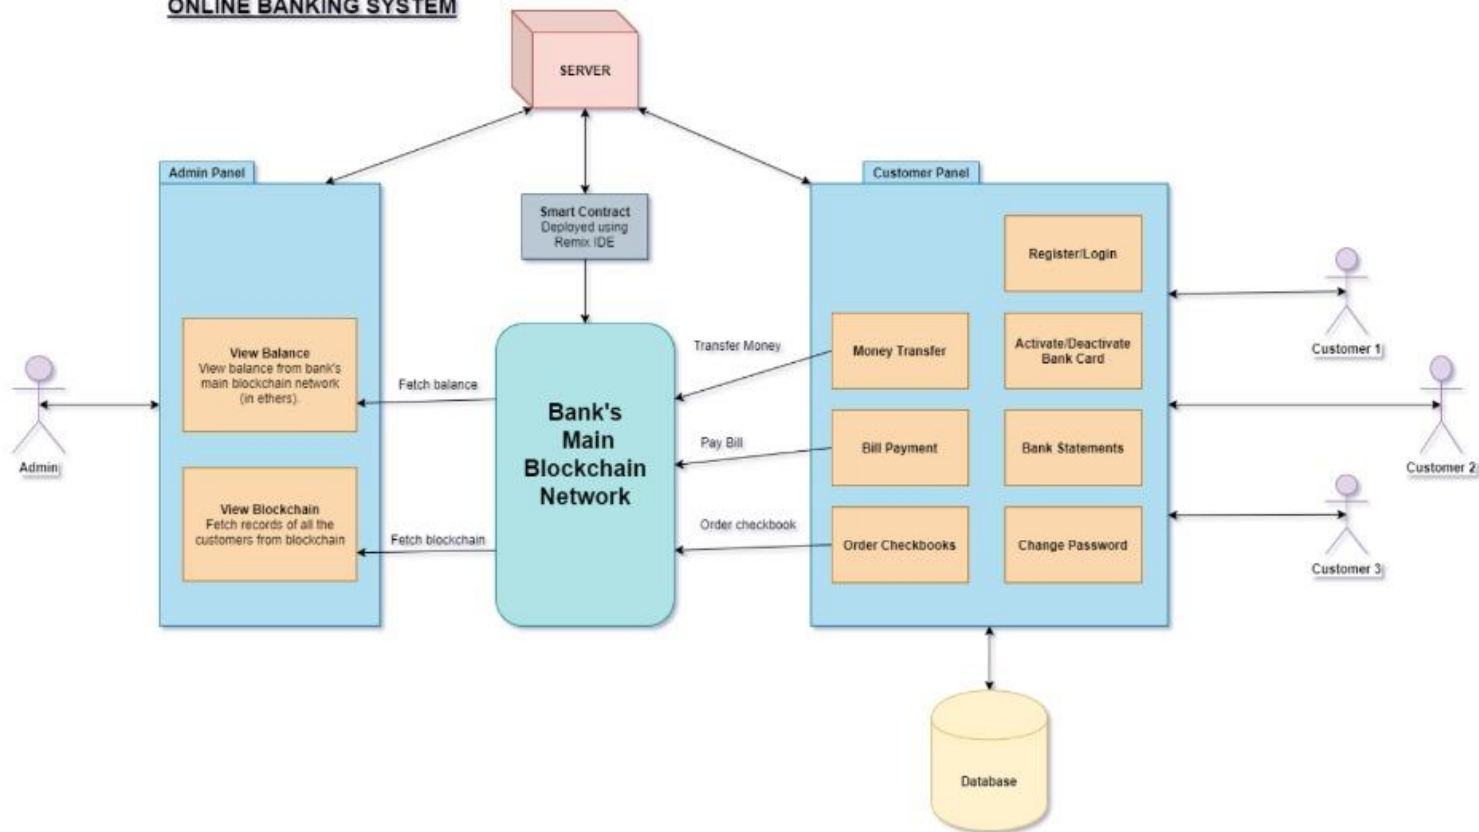 ONLINE BANKING SYSTEM
SERVER
Admin Panel
Customer Panel
Smart Contract
Deployed using
Remix IDE
Register/Login
View Balance
View balance from bank's
main blockchain network
(in ethers).
Fetch balance
Transfer Money
Money Transfer
Activate/Deactivate
Bank Card
Customer 1
Bank's
Main
Blockchain
Network
Pay Bill
Bill Payment
Bank Statements
Admin
Customer 2
View Blockchain
Fetch records of all the
customers from blockchain
Fetch blockchain
Order checkbook
Order Checkbooks
Change Password
Customer 3
Database